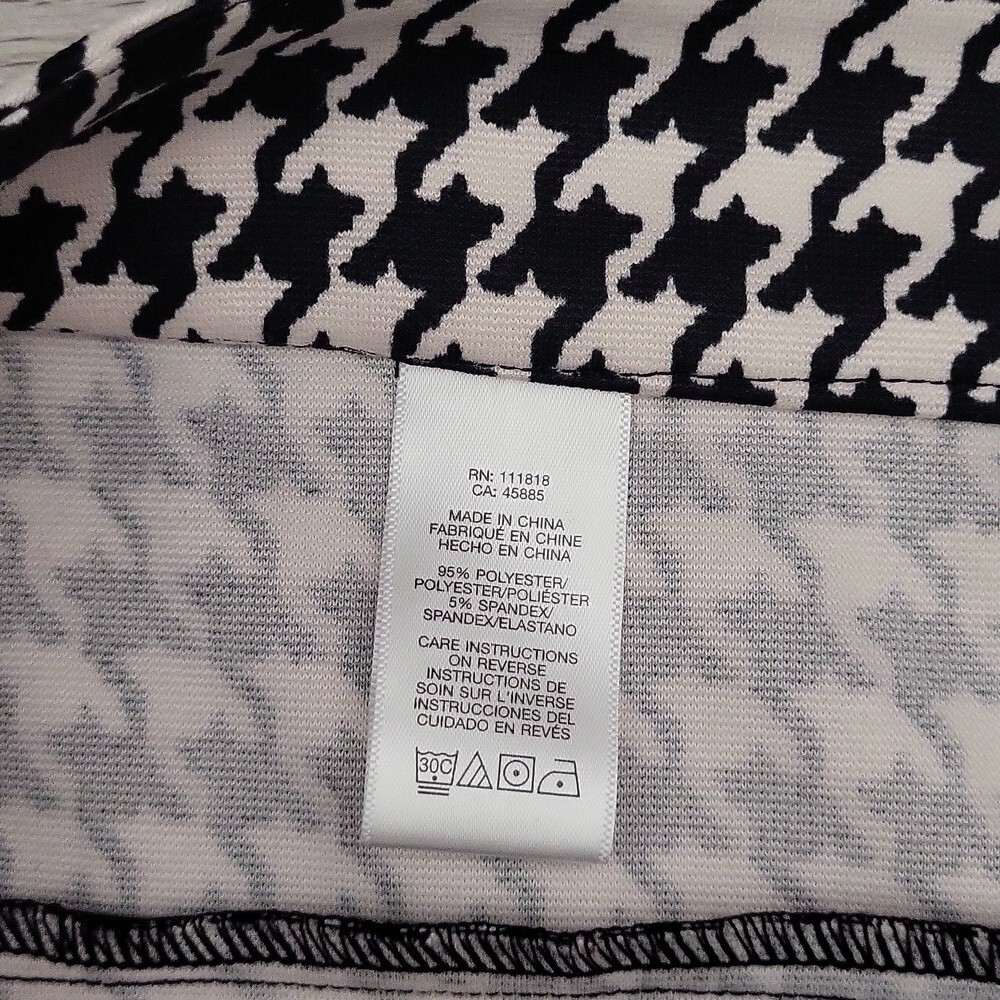 RN: 111818
CA: 45885
MADE IN CHINA
FABRIQUÉ EN CHINE
HECHO EN CHINA
95% POLYESTER/
POLYESTER/POLIÉSTER
5% SPANDEX/
SPANDEX/ELASTANO
CARE INSTRUCTIONS
ON REVERSE
INSTRUCTIONS DE
SOIN SUR L'INVERSE
INSTRUCCIONES DEL
CUIDADO EN REVÉS
30C